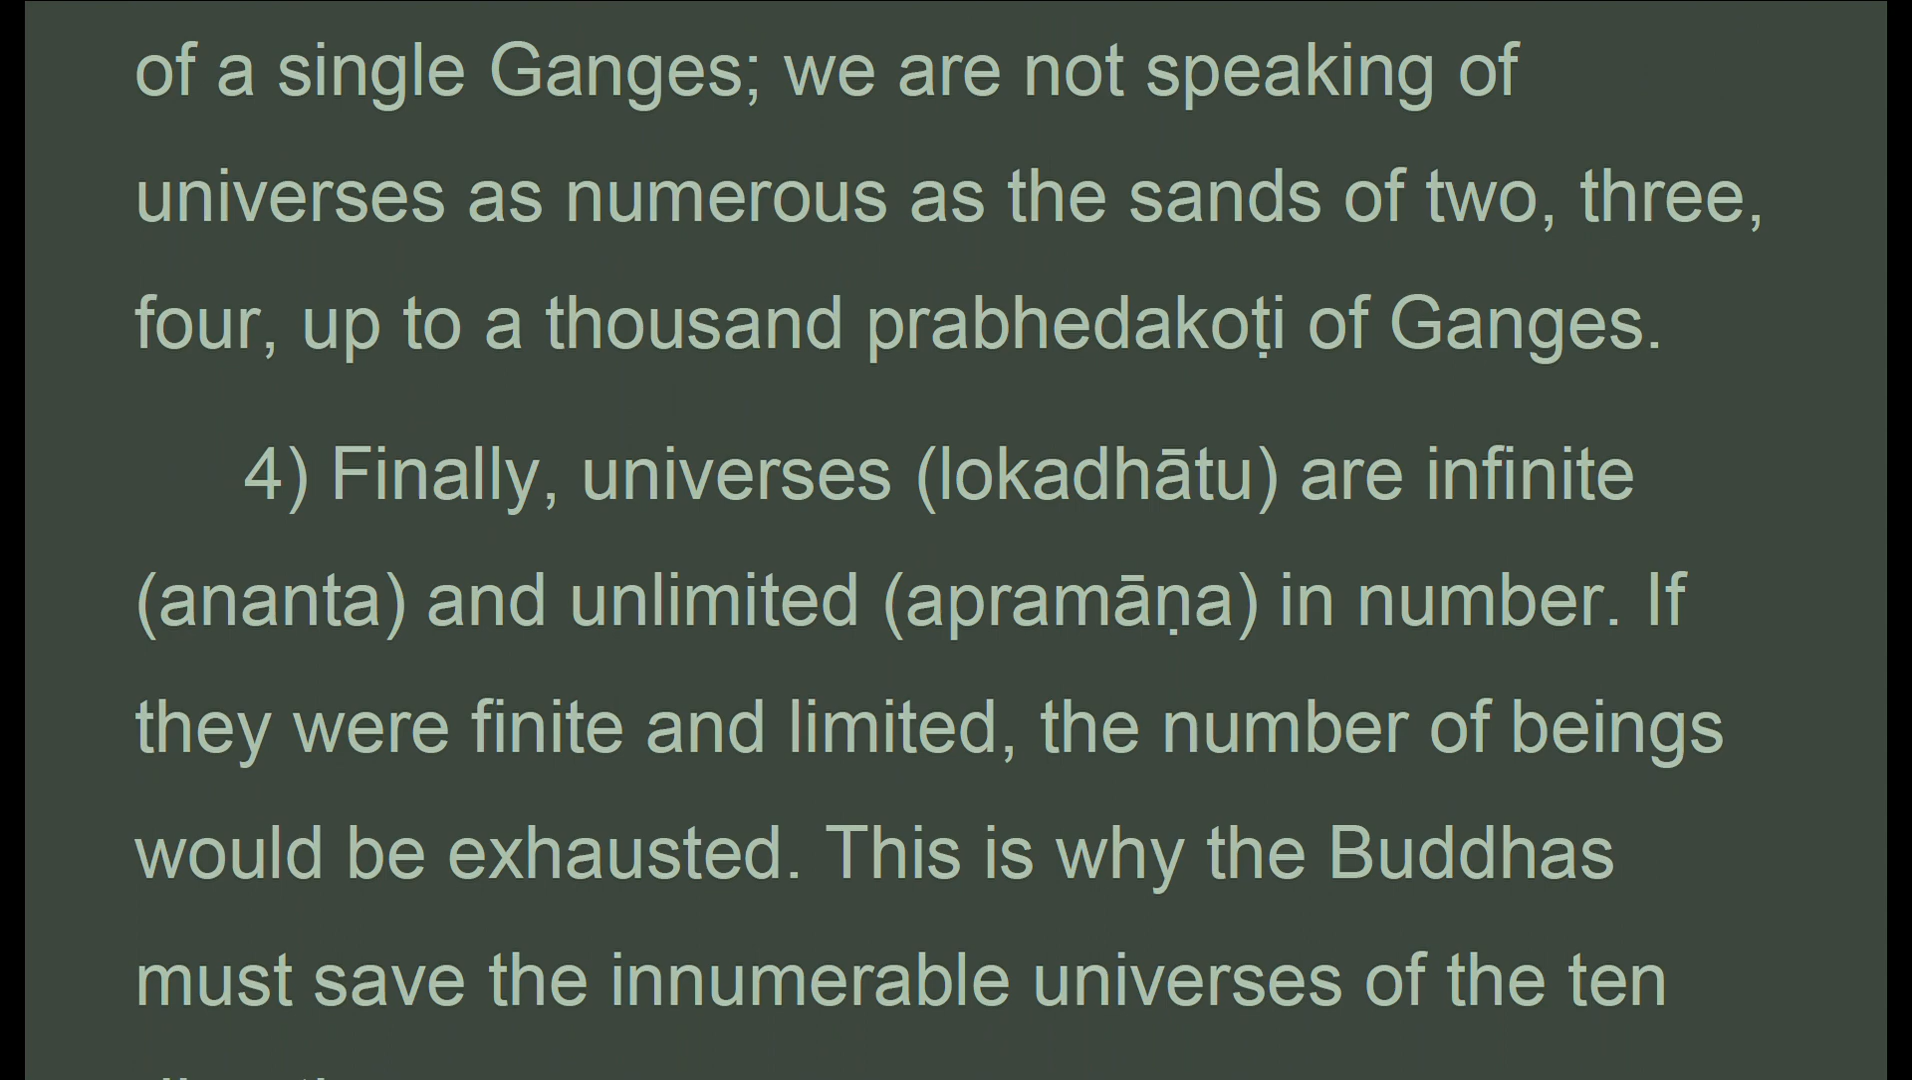 of a single Ganges; we are not speaking of
universes as numerous as the sands of two, three,
four, up to a thousand prabhedakoṭi of Ganges.
4) Finally, universes (lokadhātu) are infinite
(ananta) and unlimited (apramāṇa) in number. If
they were finite and limited, the number of beings
would be exhausted. This is why the Buddhas
must save the innumerable universes of the ten